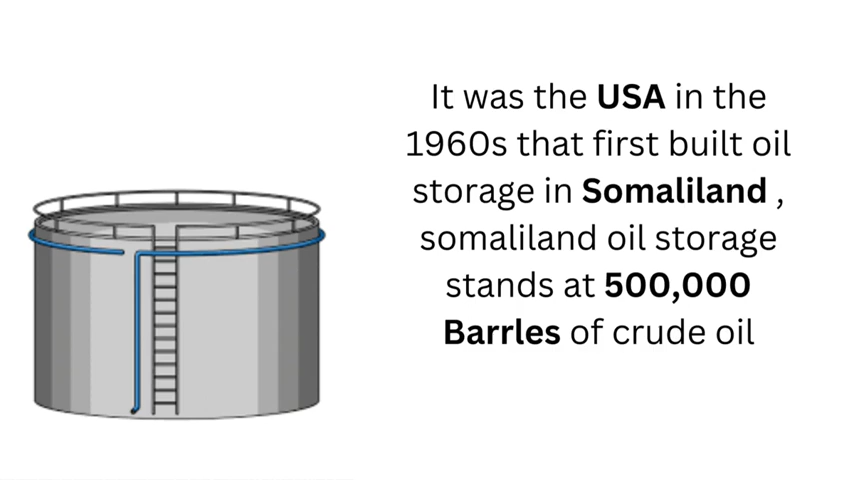 It was the USA in the
1960s that first built oil
storage in Somaliland ,
somaliland oil storage
stands at 500,000
Barrles of crude oil